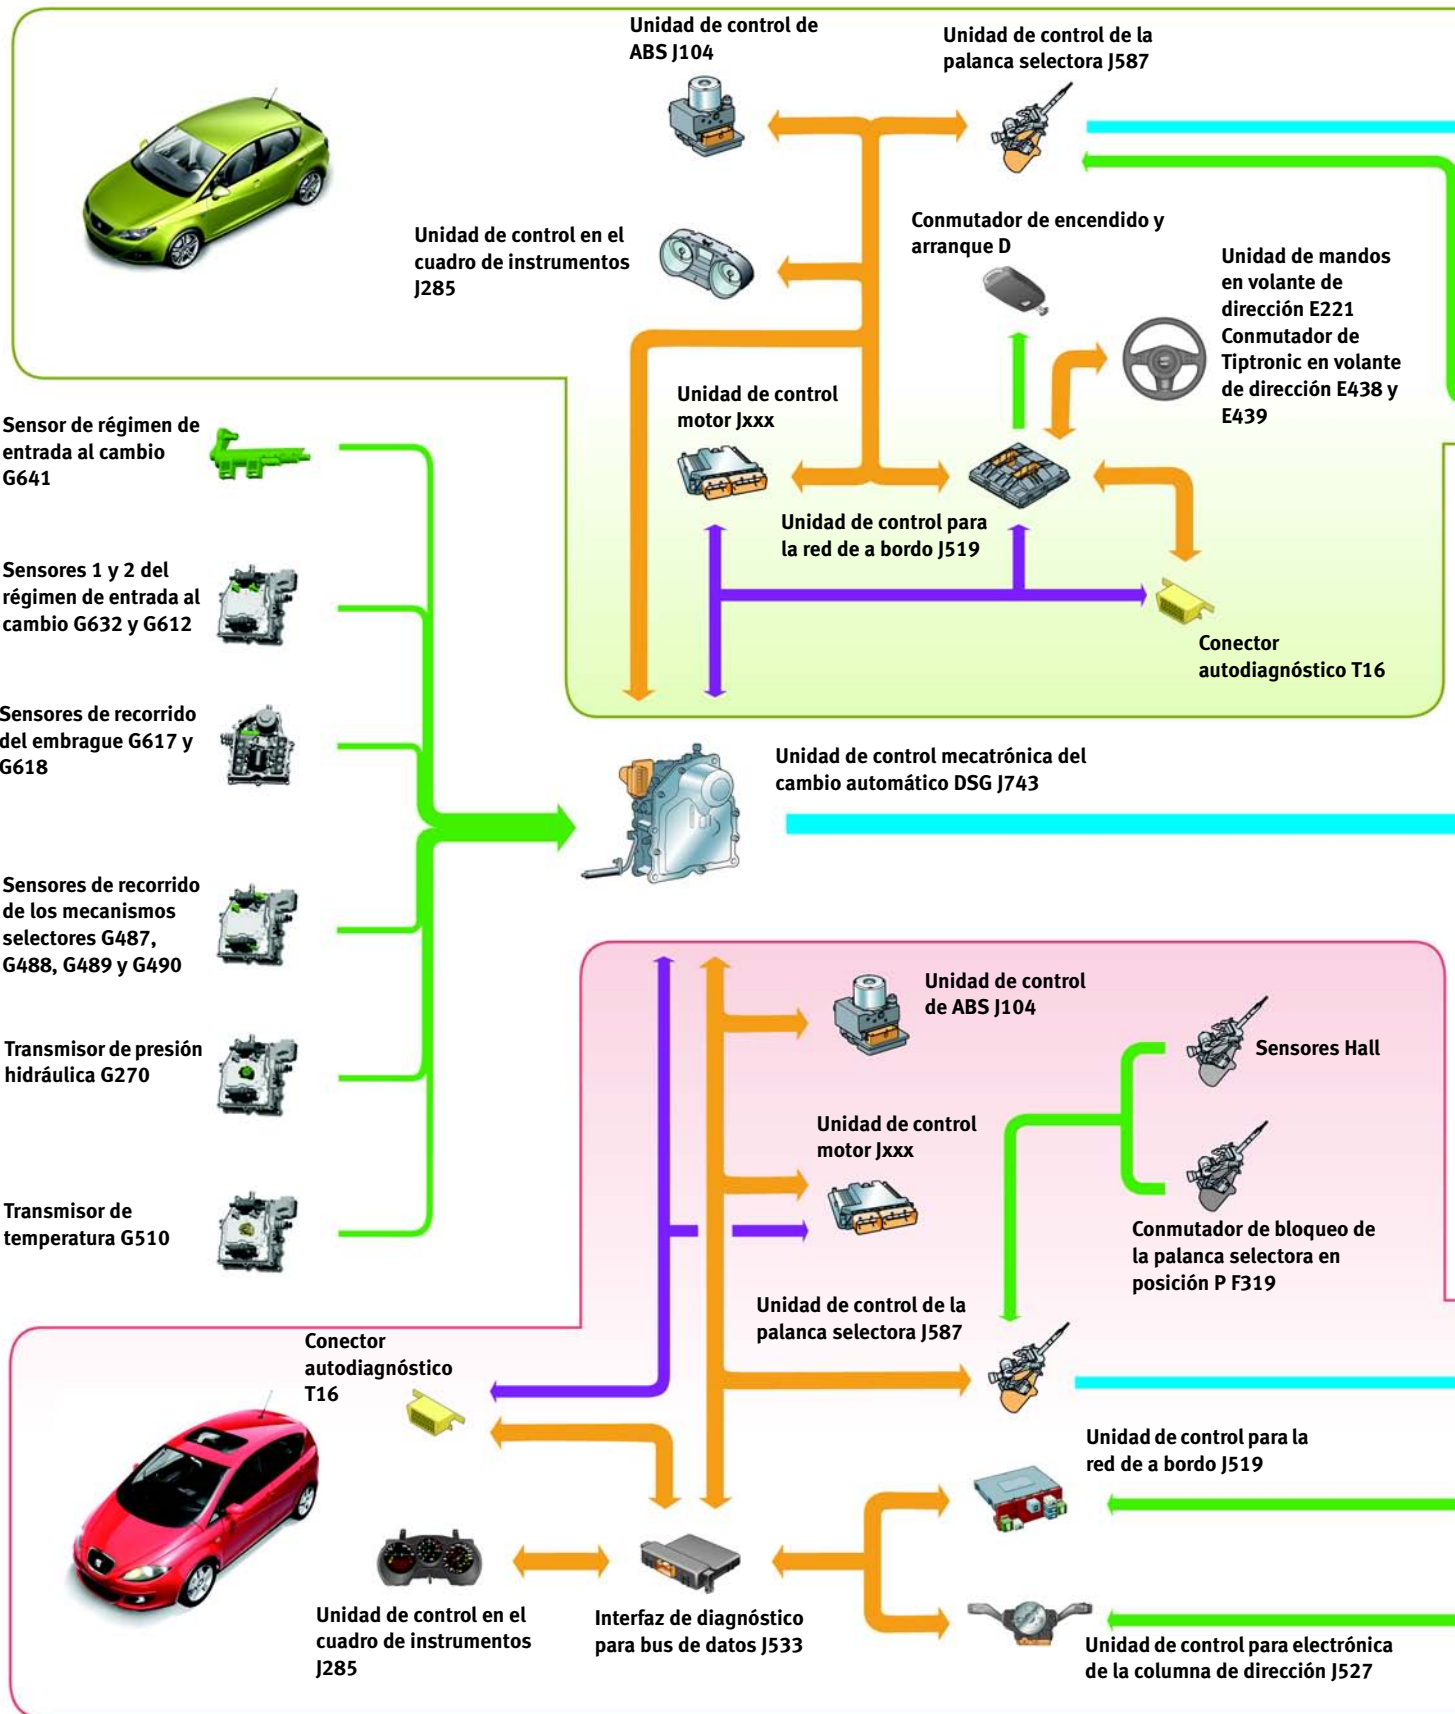 Unidad de control de
ABS J104
Unidad de control de la
palanca selectora J587
Unidad de control en el
cuadro de instrumentos
J285
Conmutador de encendido y
arranque D
Unidad de mandos
en volante de
dirección E221
Conmutador de
Tiptronic en volante
de dirección E438 y
E439
Unidad de control
motor Jxxx
Unidad de control para
la red de a bordo J519
Conector
autodiagnóstico T16
Sensor de régimen de
entrada al cambio
G641
Sensores 1 y 2 del
régimen de entrada al
cambio G632 y G612
Sensores de recorrido
del embrague G617 y
G618
Sensores de recorrido
de los mecanismos
selectores G487,
G488, G489 y G490
Transmisor de presión
hidráulica G270
Transmisor de
temperatura G510
Unidad de control mecatrónica del
cambio automático DSG J743
Unidad de control
de ABS J104
Sensores Hall
Unidad de control
motor Jxxx
Conmutador de bloqueo de
la palanca selectora en
posición P F319
Unidad de control de la
palanca selectora J587
Conector
autodiagnóstico
T16
Unidad de control para la
red de a bordo J519
Unidad de control en el
cuadro de instrumentos
J285
Interfaz de diagnóstico
para bus de datos J533
Unidad de control para electrónica
de la columna de dirección J527